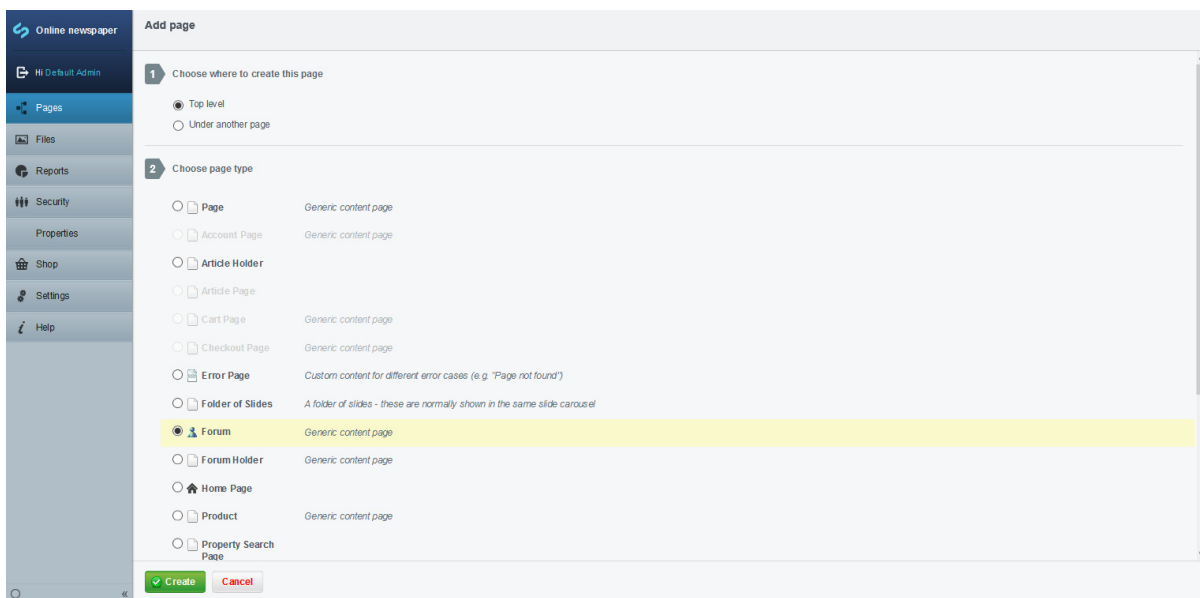 Online newspaper
Add page
Hi Default Admin
Pages
Files
Reports
Security
Properties
Shop
Settings
Help
1 Choose where to create this page
Top level
Under another page
2 Choose page type
Page Generic content page
Account Page Generic content page
Article Holder
Article Page
Cart Page Generic content page
Checkout Page Generic content page
Error Page Custom content for different error cases (e.g. "Page not found")
Folder of Slides A folder of slides - these are normally shown in the same slide carousel
Forum Generic content page
Forum Holder Generic content page
Home Page
Product Generic content page
Property Search
Page
Create Cancel
«